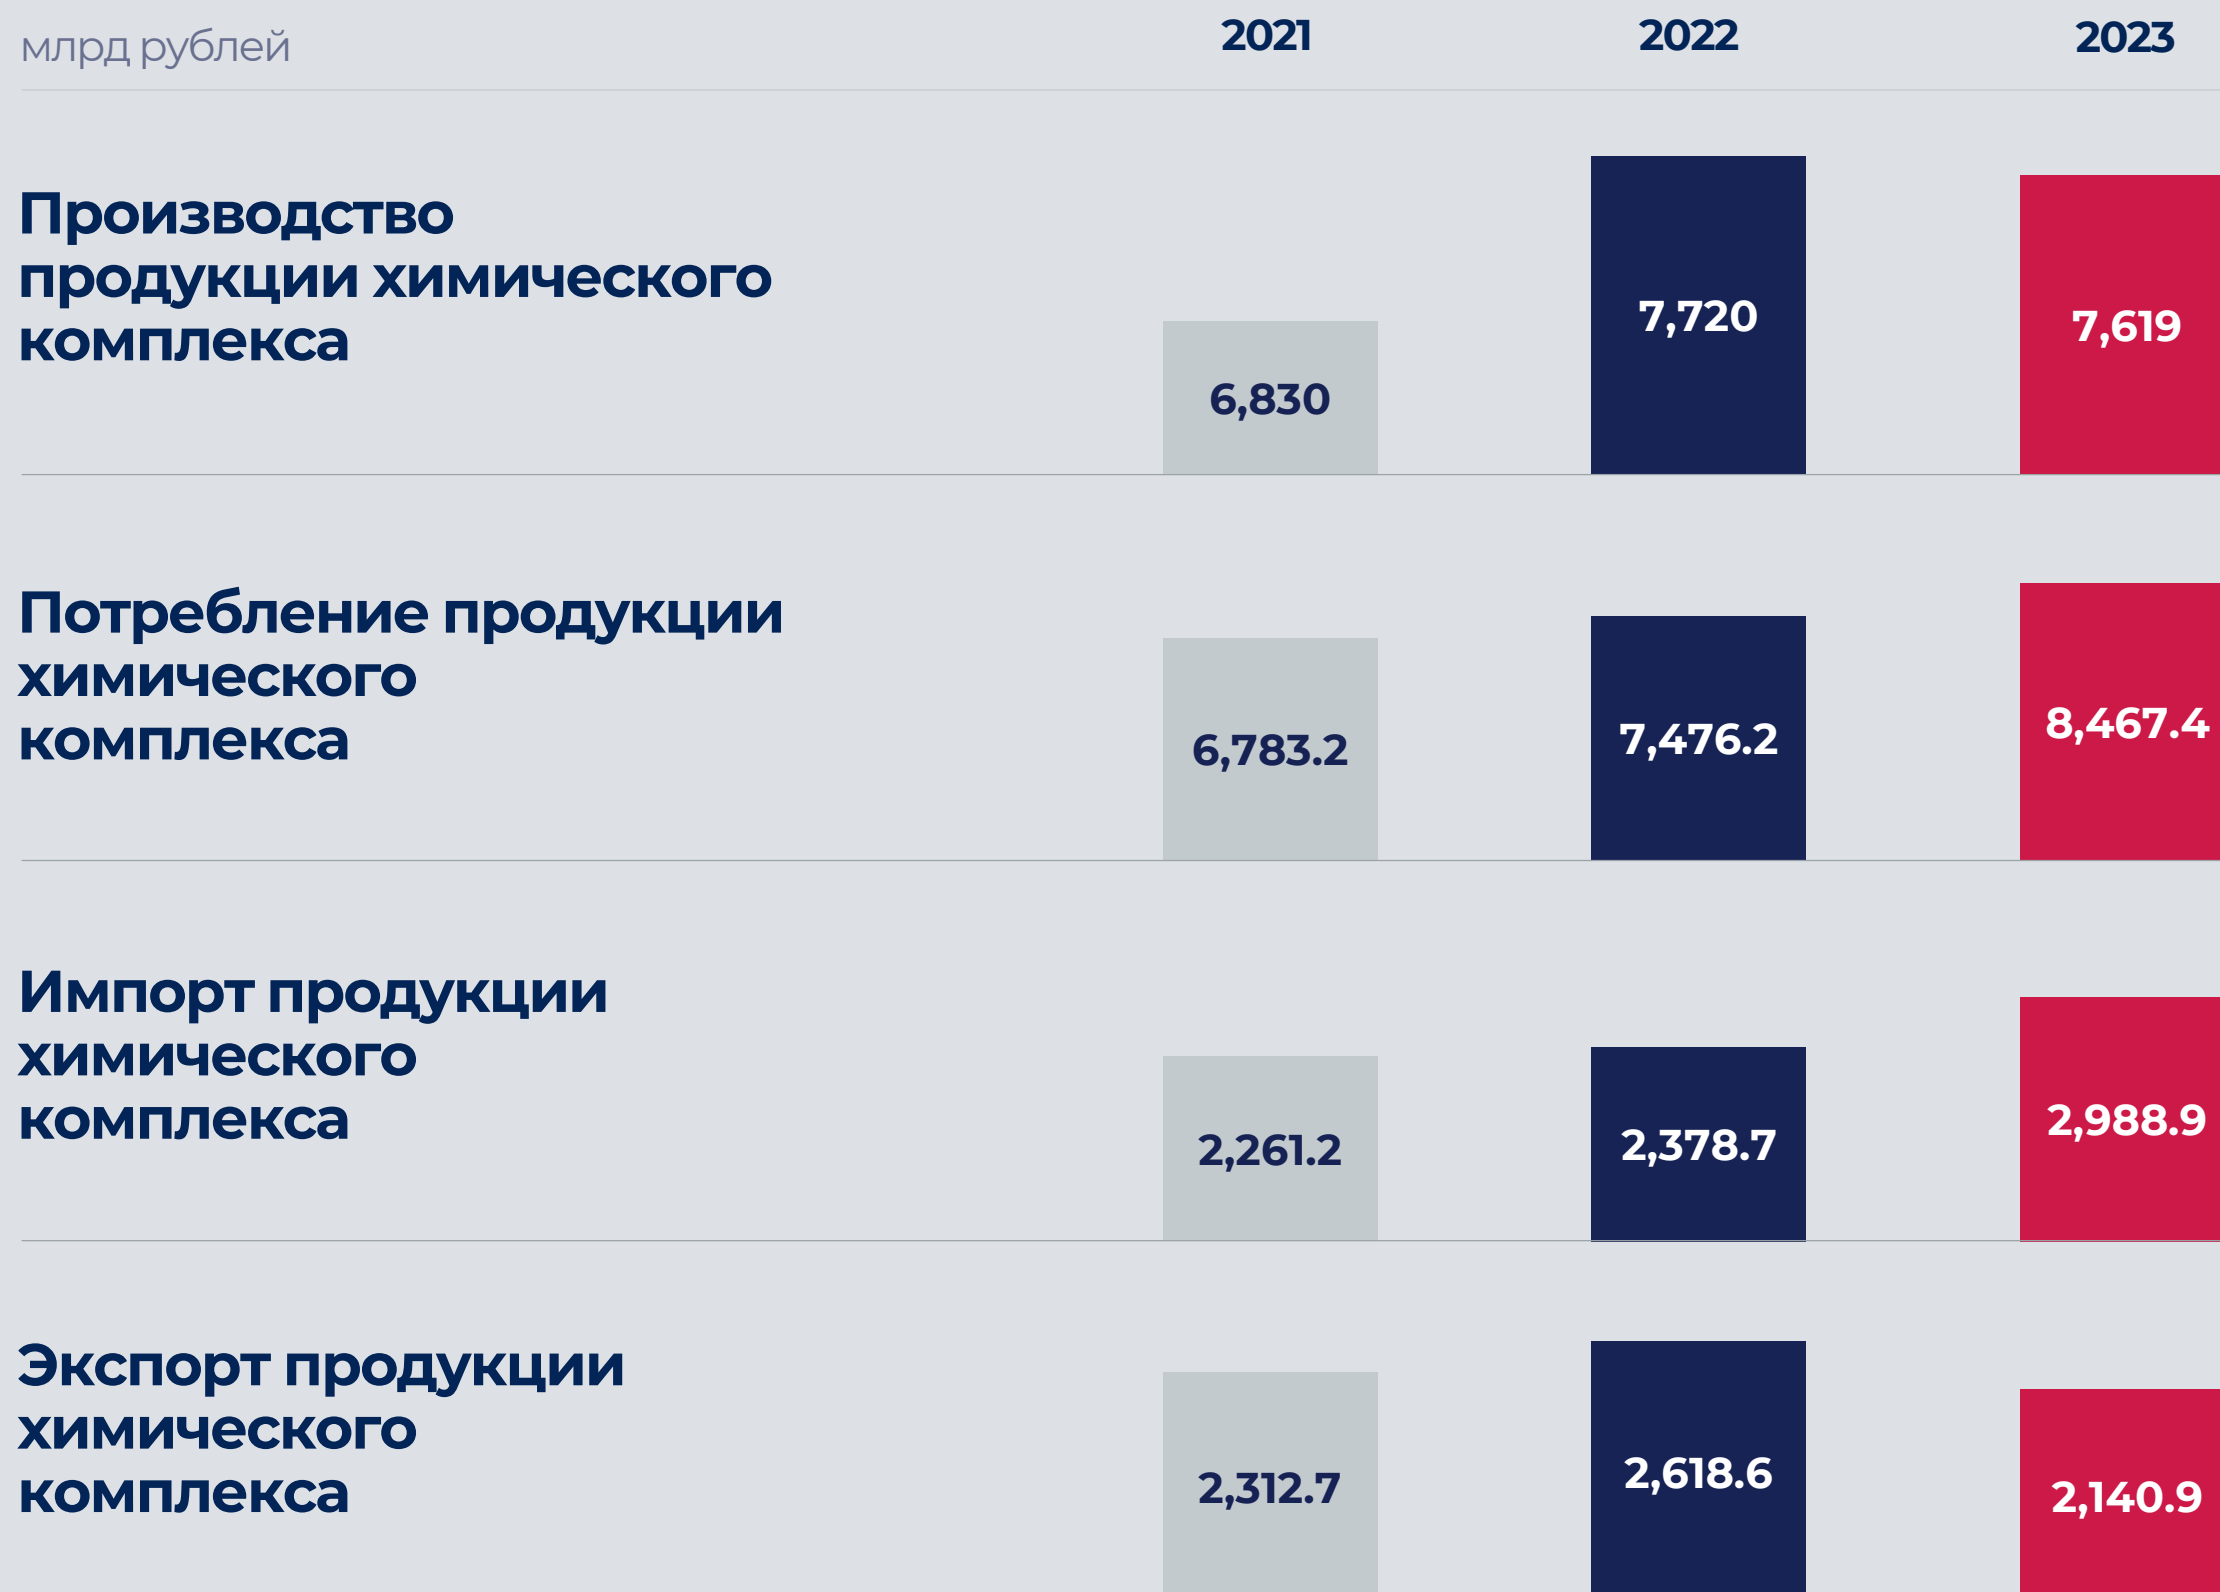 млрд рублей 2021 2022 2023
Производство
продукции химического
комплекса
6,830 7,720 7,619
Потребление продукции
химического
комплекса
6,783.2 7,476.2 8,467.4
Импорт продукции
химического
комплекса
2,261.2 2,378.7 2,988.9
Экспорт продукции
химического
комплекса
2,312.7 2,618.6 2,140.9